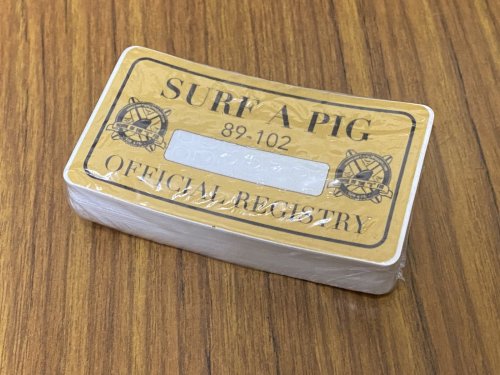 SURF A PIG
89-102
OFFICIAL REGISTRY